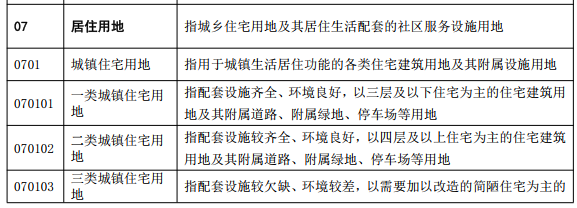 07 居住用地 指城乡住宅用地及其居住生活配套的社区服务设施用地
0701 城镇住宅用地 指用于城镇生活居住功能的各类住宅建筑用地及其附属设施用地
070101 一类城镇住宅用地 指配套设施齐全、环境良好，以三层及以下住宅为主的住宅建筑用地及其附属道路、附属绿地、停车场等用地
070102 二类城镇住宅用地 指配套设施较齐全、环境良好，以四层及以上住宅为主的住宅建筑用地及其附属道路、附属绿地、停车场等用地
070103 三类城镇住宅用地 指配套设施较欠缺、环境较差，以需要加以改造的简陋住宅为主的